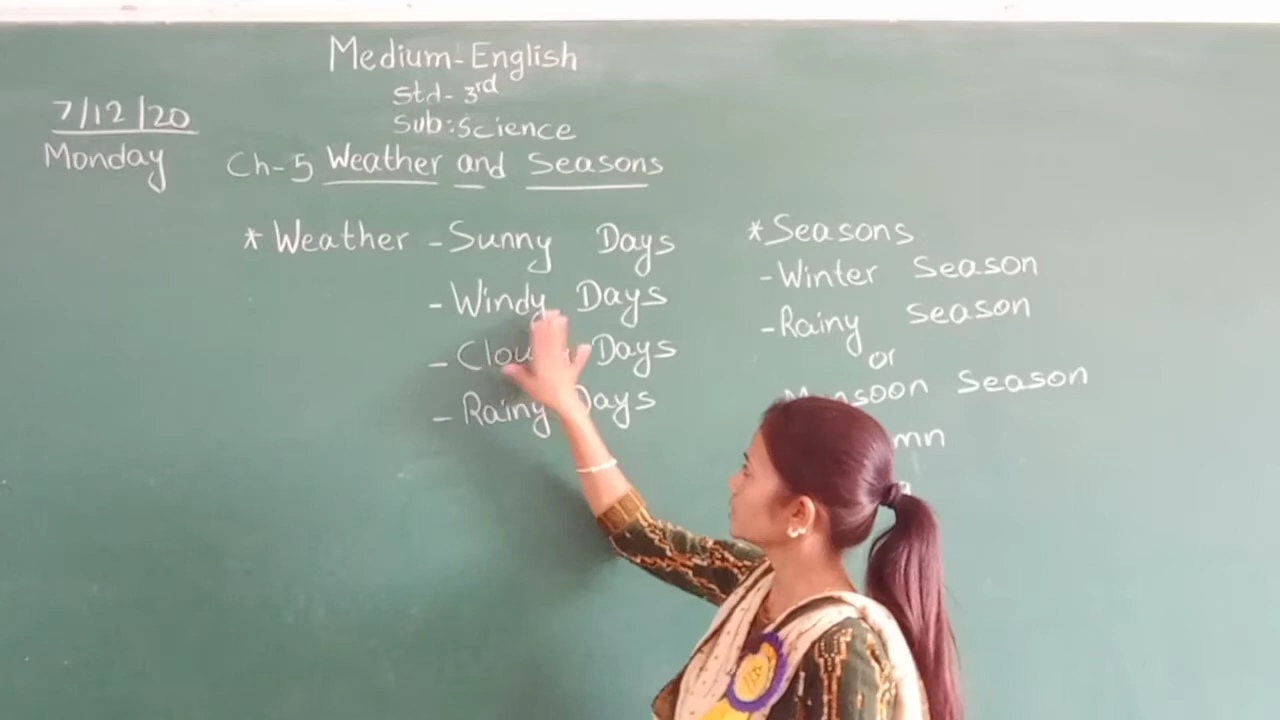 Medium-English
Std- 3rd
Sub:Science
7/12/20
Monday
Ch-5 Weather and Seasons
* Weather - Sunny Days
- Windy Days
- Days
- Rainy Days
* Seasons
- Winter Season
- Rainy Season
or
Season